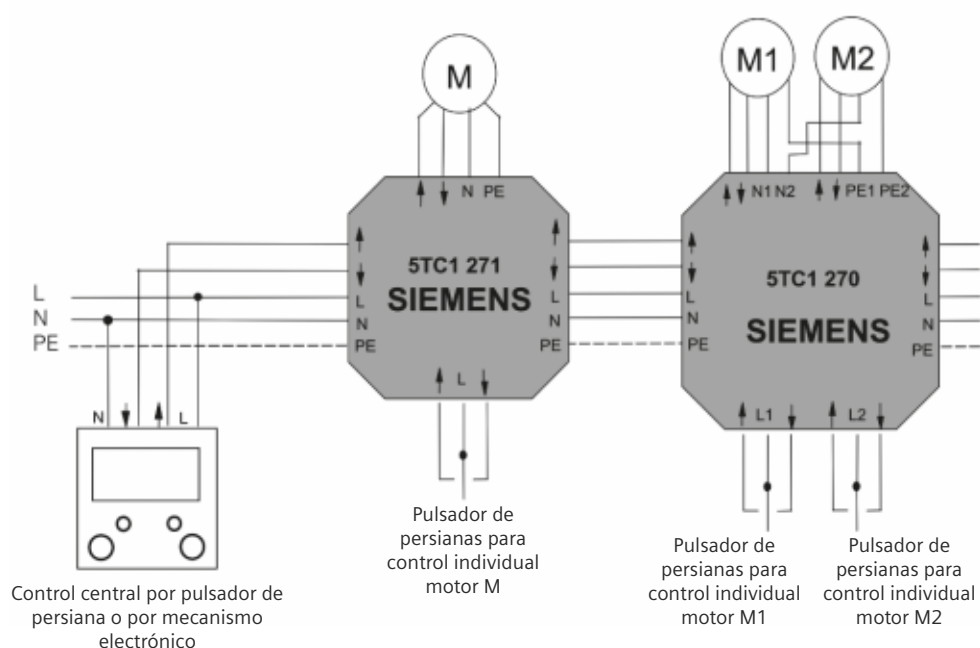 M
M1 M2
N PE
N1 N2 PE1 PE2
5TC1 271
SIEMENS
L
N
PE
L
N
PE
L
N
PE
L
5TC1 270
SIEMENS
L
N
PE
L
N
PE
L1 L2
N L
Control central por pulsador de
persiana o por mecanismo
electrónico
Pulsador de
persianas para
control individual
motor M
Pulsador de
persianas para
control individual
motor M1
Pulsador de
persianas para
control individual
motor M2